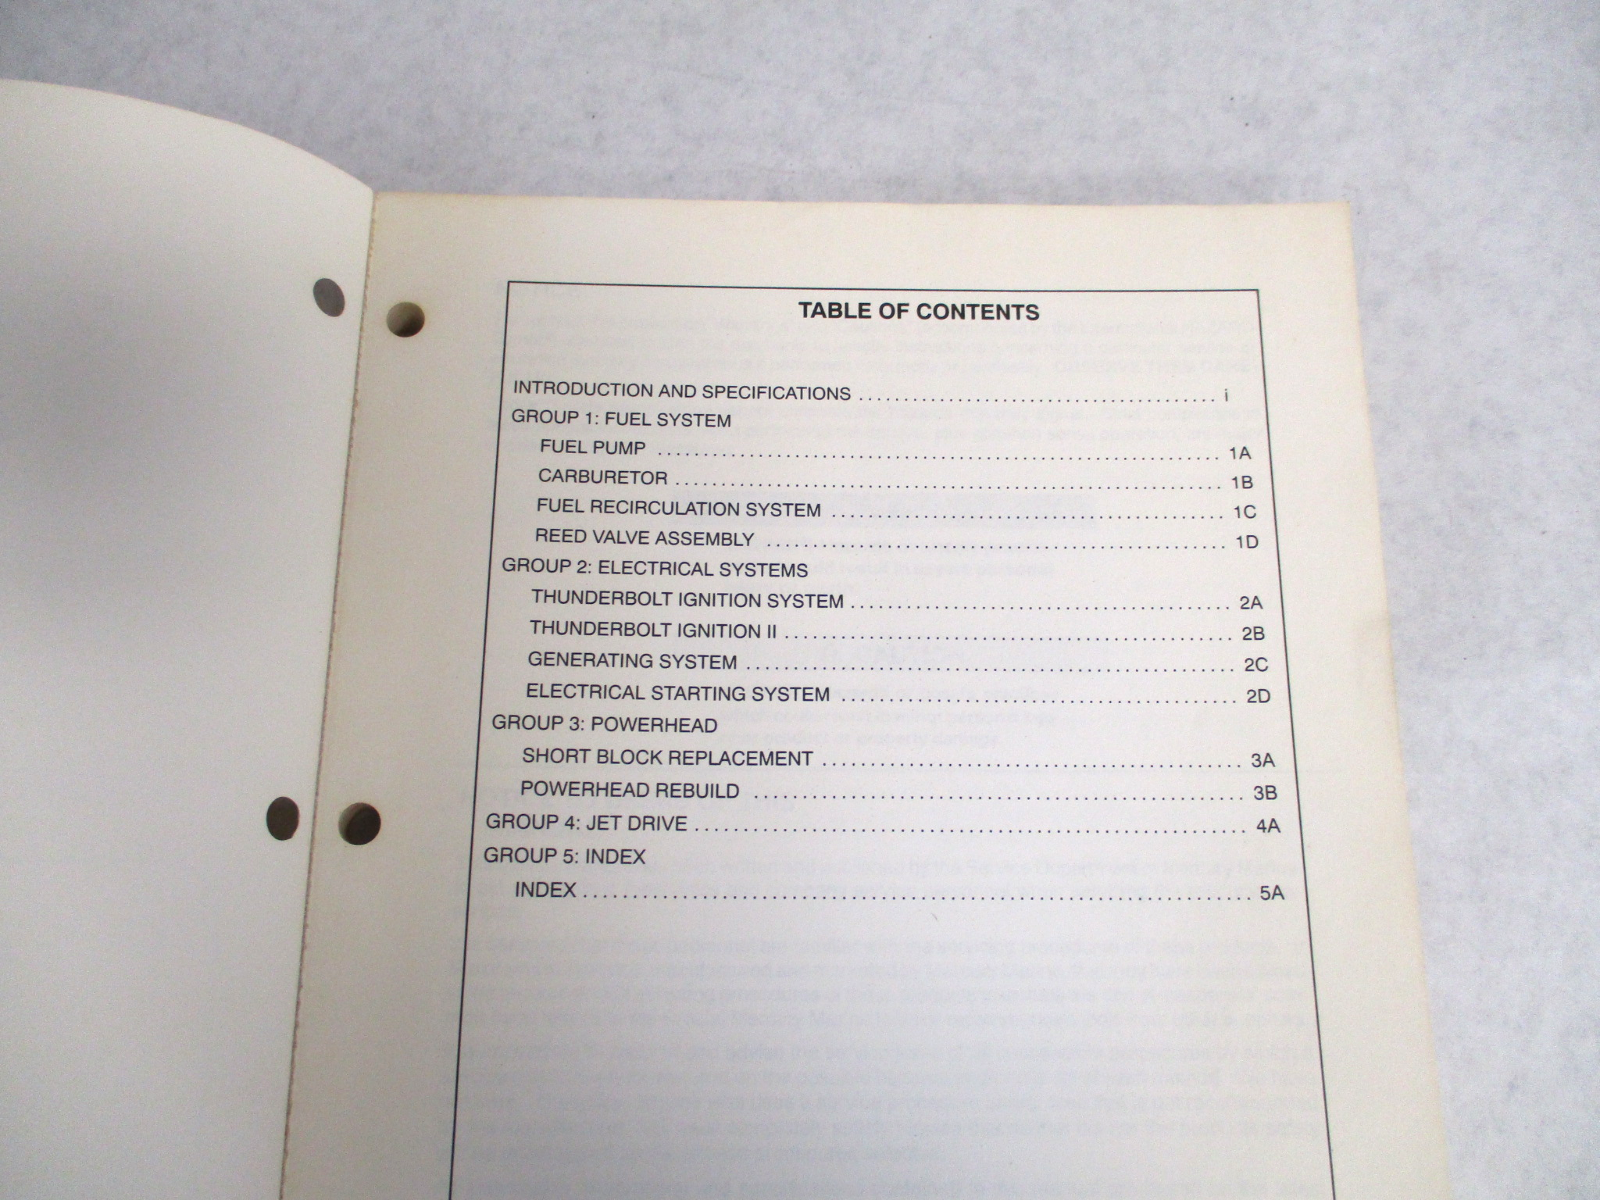 TABLE OF CONTENTS
INTRODUCTION AND SPECIFICATIONS . . . . . . . . . . . . . . . . . . . . i
GROUP 1: FUEL SYSTEM
FUEL PUMP . . . . . . . . . . . . . . . . . . . . 1A
CARBURETOR . . . . . . . . . . . . . . . . . . . . 1B
FUEL RECIRCULATION SYSTEM . . . . . . . . . . . . . . . . . . . . 1C
REED VALVE ASSEMBLY . . . . . . . . . . . . . . . . . . . . 1D
GROUP 2: ELECTRICAL SYSTEMS
THUNDERBOLT IGNITION SYSTEM . . . . . . . . . . . . . . . . . . . . 2A
THUNDERBOLT IGNITION II . . . . . . . . . . . . . . . . . . . . 2B
GENERATING SYSTEM . . . . . . . . . . . . . . . . . . . . 2C
ELECTRICAL STARTING SYSTEM . . . . . . . . . . . . . . . . . . . . 2D
GROUP 3: POWERHEAD
SHORT BLOCK REPLACEMENT . . . . . . . . . . . . . . . . . . . . 3A
POWERHEAD REBUILD . . . . . . . . . . . . . . . . . . . . 3B
GROUP 4: JET DRIVE . . . . . . . . . . . . . . . . . . . . 4A
GROUP 5: INDEX
INDEX . . . . . . . . . . . . . . . . . . . . 5A